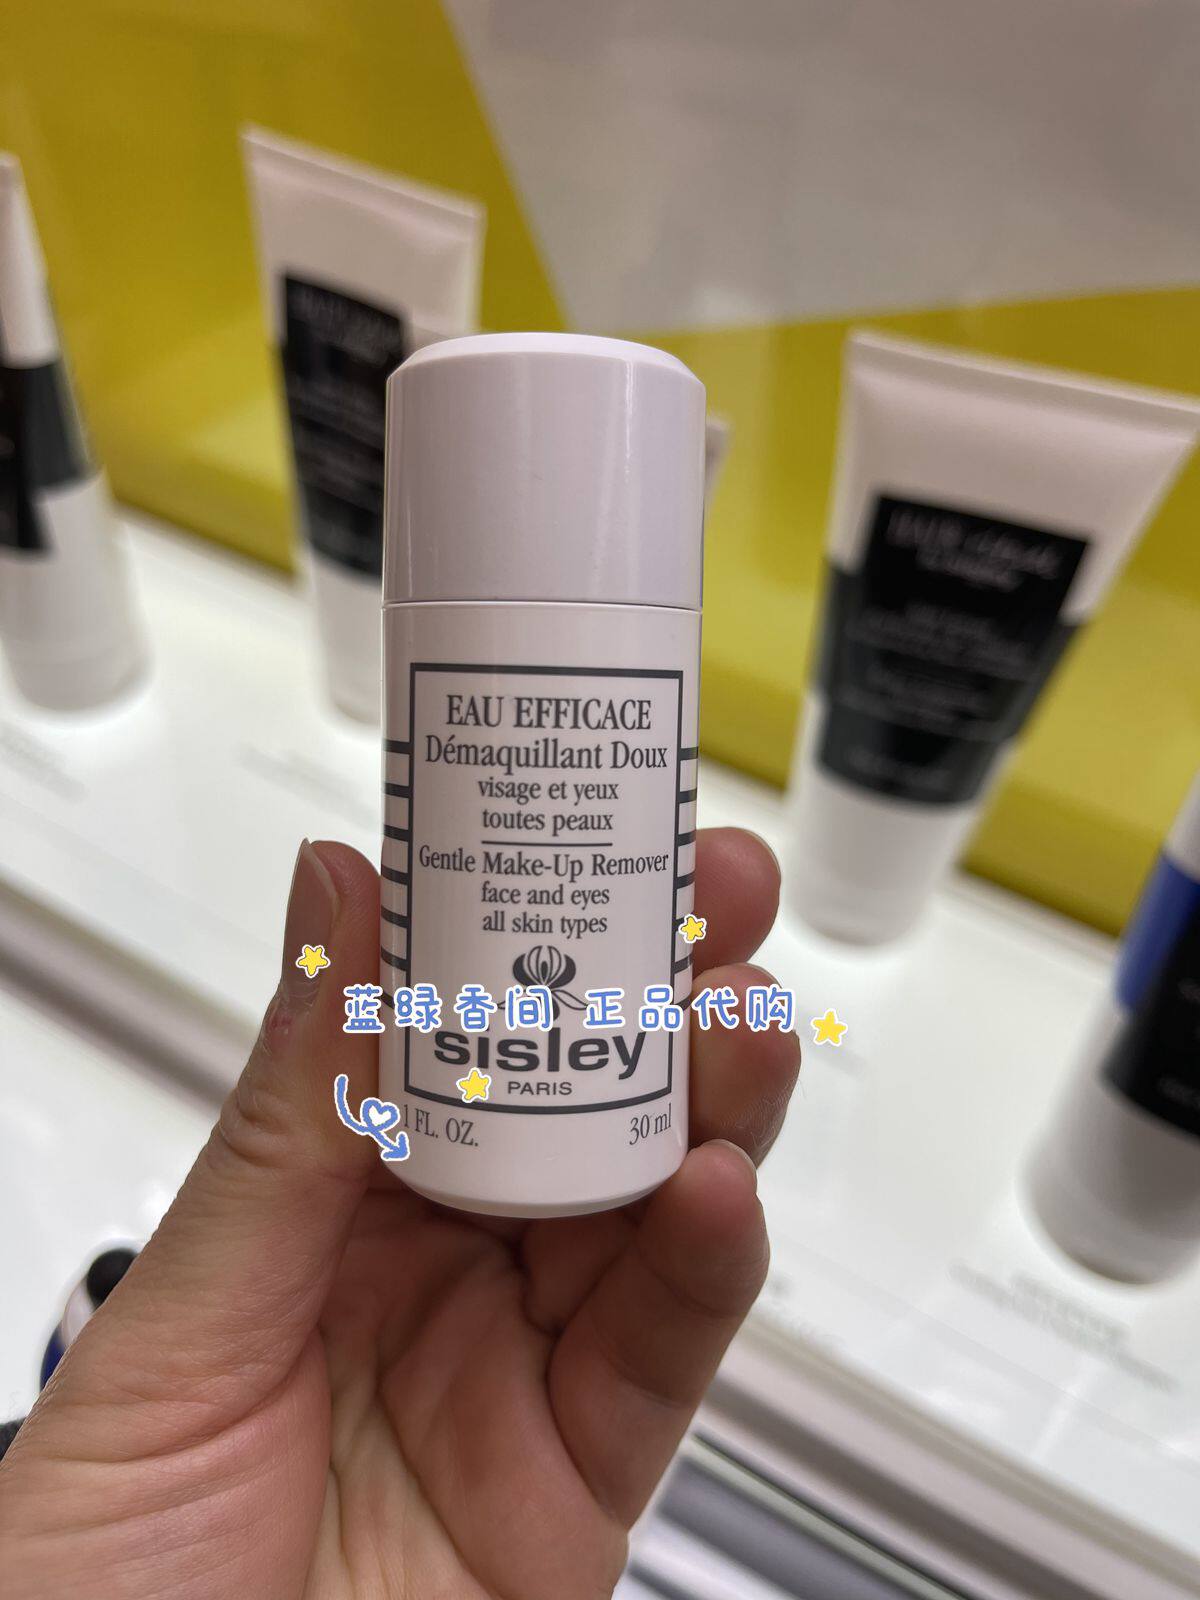 EAU EFFICACE
Démaquillant Doux
visage et yeux
toutes peaux
Gentle Make-Up Remover
face and eyes
all skin types
蓝绿香间 正品代购
sisley
PARIS
1 FL. OZ.
30 ml